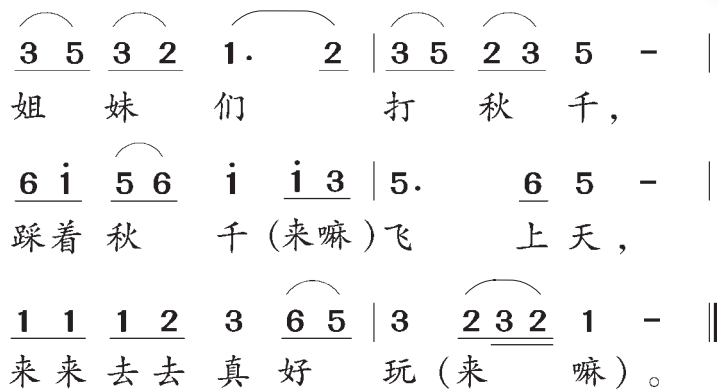 3 5 3 2 1. 2 | 3 5 2 3 5 – |
姐 妹 们 打 秋 千，
6 i 5 6 i i 3 | 5. 6 5 – |
踩着 秋 千（来嘛）飞 上 天，
1 1 1 2 3 6 5 | 3 2 3 2 1 – ‖
来 来 去 去 真 好 玩（来 嘛）。